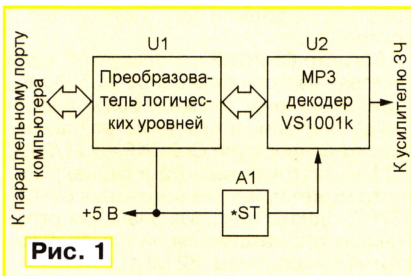 К параллельному порту
компьютера
U1
Преобразова-
тель логичес-
ких уровней
U2
MP3
декодер
VS1001k
К усилителю ЗЧ
A1
*ST
+5 В
Рис. 1